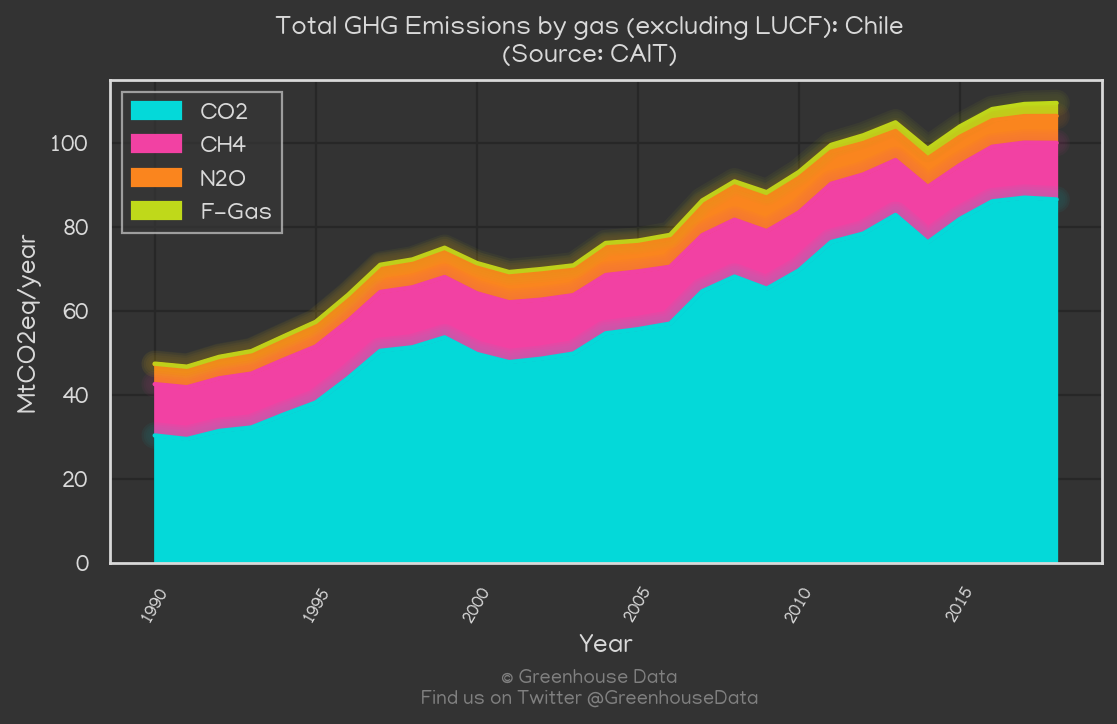 Total GHG Emissions by gas (excluding LUCF): Chile
(Source: CAIT)
CO2
CH4
N2O
F-Gas
MtCO2eq/year
100
80
60
40
20
0
1990
1995
2000
2005
2010
2015
Year
© Greenhouse Data
Find us on Twitter @GreenhouseData